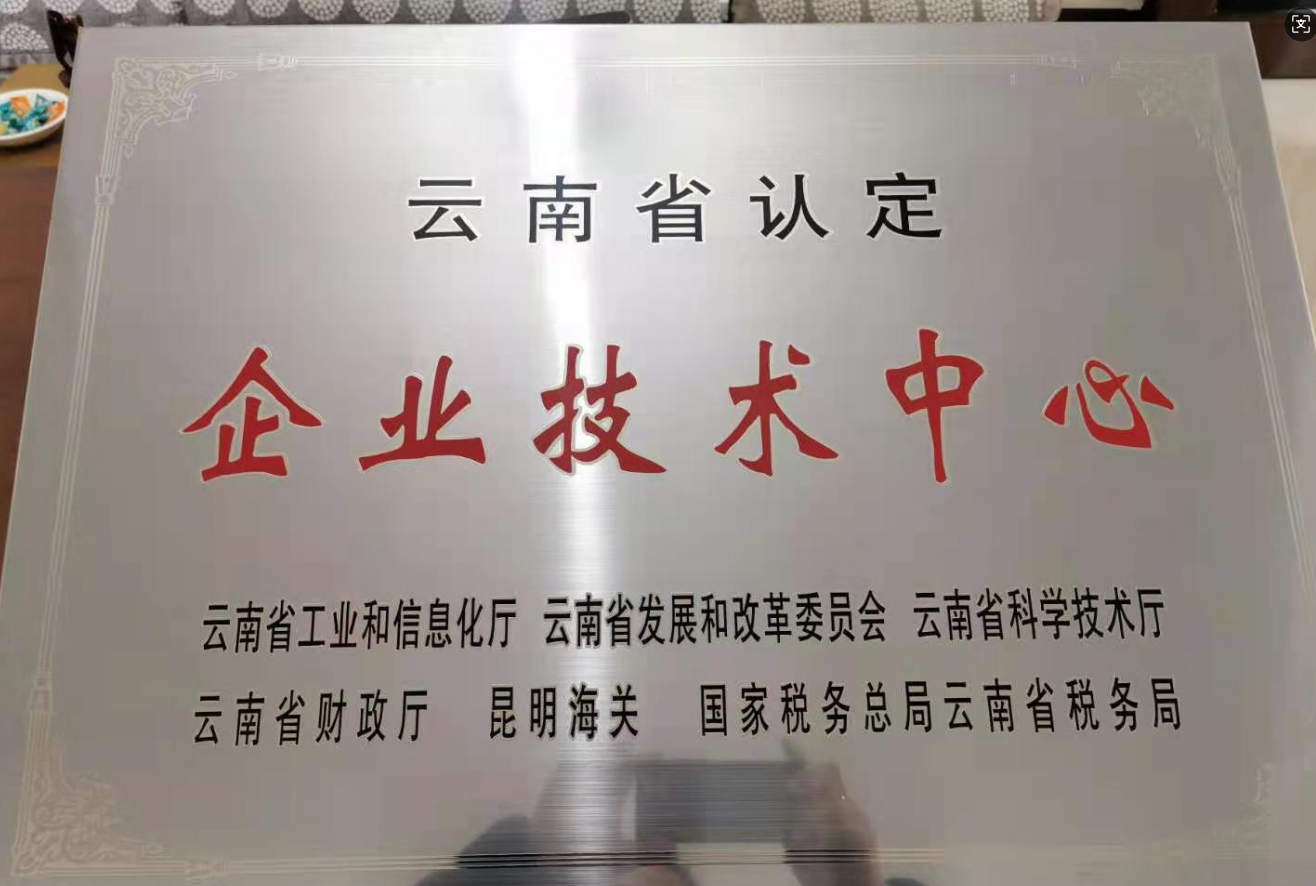 云南省认定
企业技术中心
云南省工业和信息化厅 云南省发展和改革委员会 云南省科学技术厅
云南省财政厅 昆明海关 国家税务总局云南省税务局